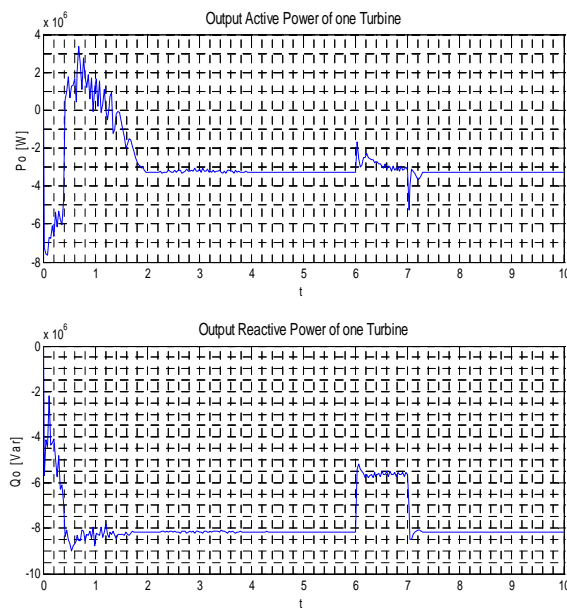 Output Active Power of one Turbine
x 10^6
4
2
0
-2
-4
-6
-8
Po [W]
0 1 2 3 4 5 6 7 8 9 10
t
Output Reactive Power of one Turbine
x 10^6
0
-2
-4
-6
-8
-10
Qo [Var]
0 1 2 3 4 5 6 7 8 9 10
t